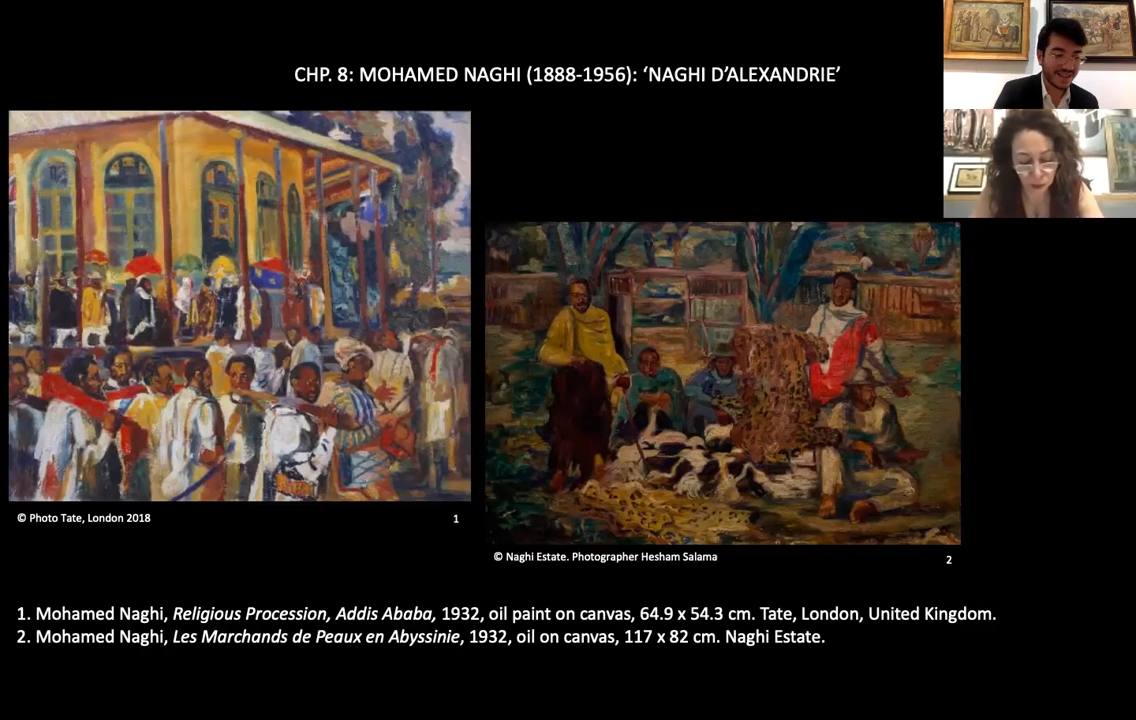 CHP. 8: MOHAMED NAGHI (1888-1956): ‘NAGHI D’ALEXANDRIE’
© Photo Tate, London 2018
1
© Naghi Estate. Photographer Hesham Salama
2
1. Mohamed Naghi, Religious Procession, Addis Ababa, 1932, oil paint on canvas, 64.9 x 54.3 cm. Tate, London, United Kingdom.
2. Mohamed Naghi, Les Marchands de Peaux en Abyssinie, 1932, oil on canvas, 117 x 82 cm. Naghi Estate.